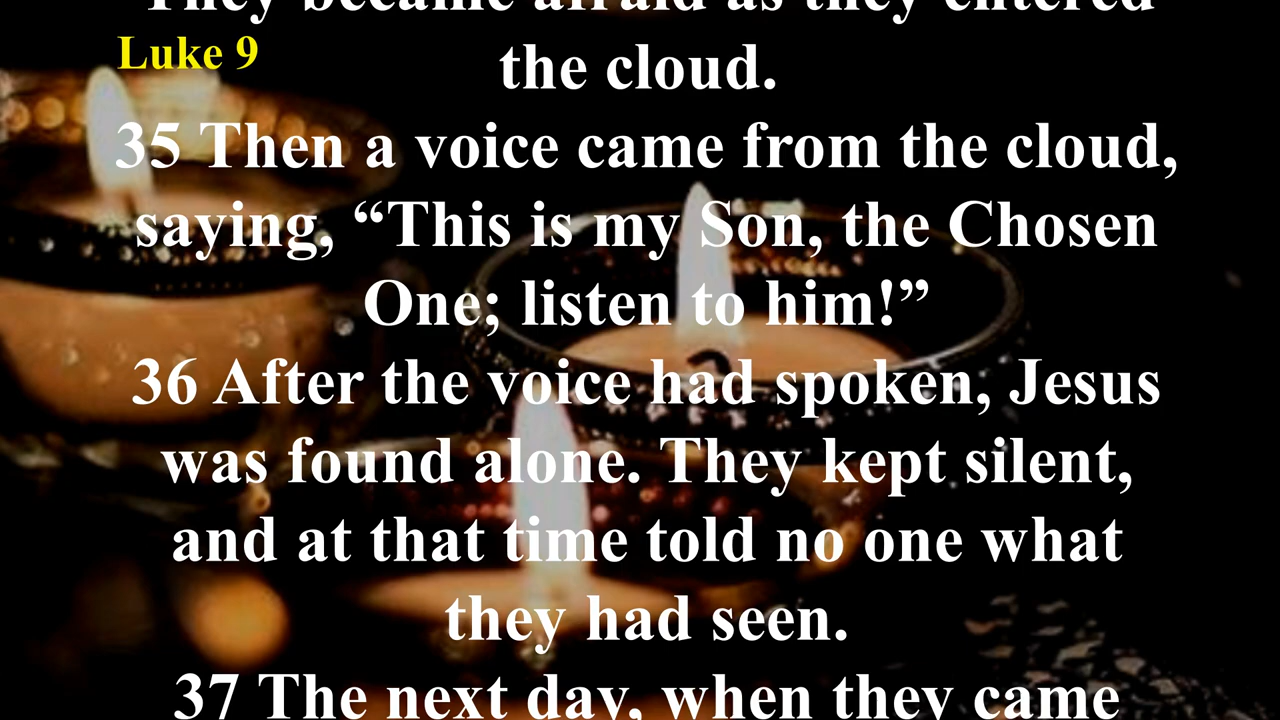 They became afraid as they entered
Luke 9
the cloud.
35 Then a voice came from the cloud,
saying, “This is my Son, the Chosen
One; listen to him!”
36 After the voice had spoken, Jesus
was found alone. They kept silent,
and at that time told no one what
they had seen.
37 The next day, when they came